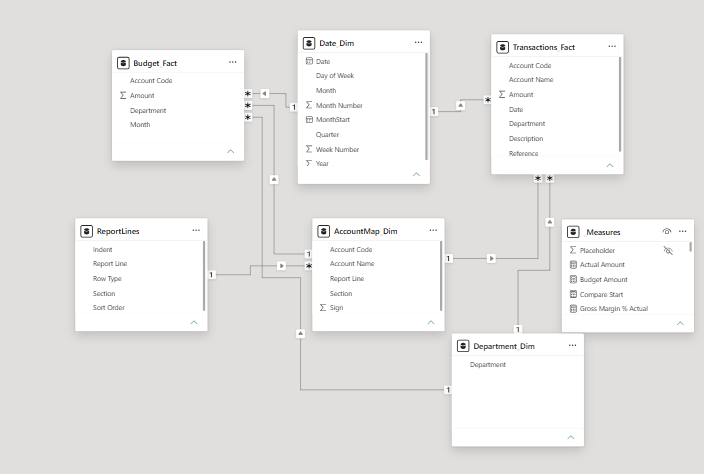 Budget_Fact
Account Code
Amount
Department
Month
Date_Dim
Date
Day of Week
Month
Month Number
MonthStart
Quarter
Week Number
Year
Transactions_Fact
Account Code
Account Name
Amount
Date
Department
Description
Reference
ReportLines
Indent
Report Line
Row Type
Section
Sort Order
AccountMap_Dim
Account Code
Account Name
Report Line
Section
Sign
_Measures
Placeholder
Actual Amount
Budget Amount
Compare Start
Gross Margin % Actual
Department_Dim
Department
*
*
*
1
1
*
1
*
1
1
*
*
1
1